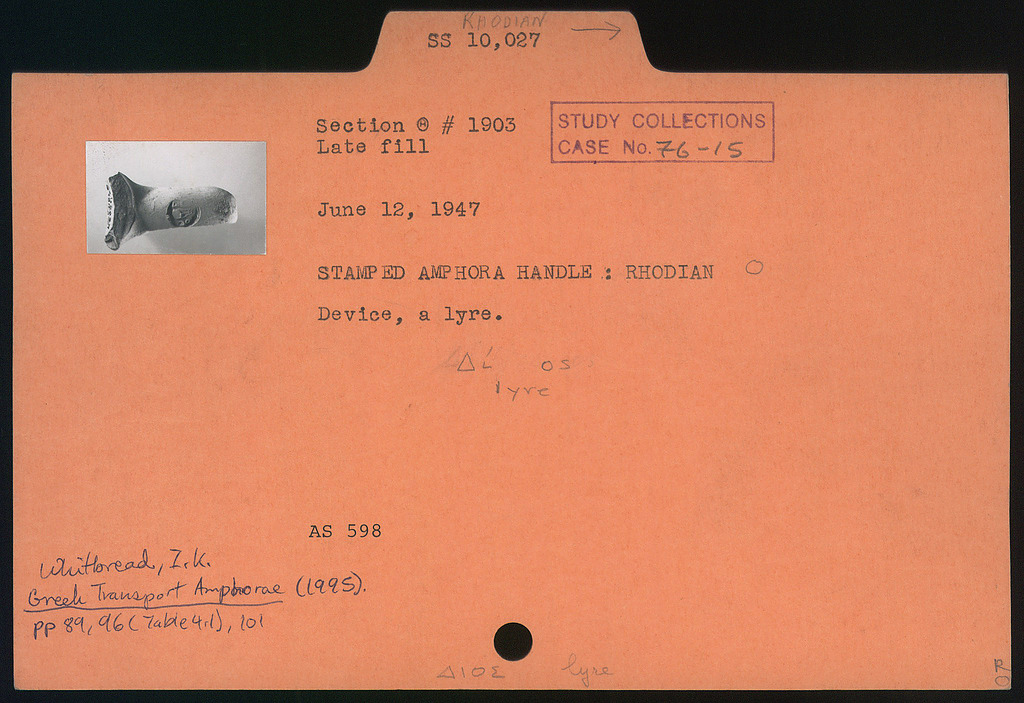 RHODIAN →
SS 10,027
Section Ⓗ # 1903
Late fill
STUDY COLLECTIONS
CASE No. 76-15
June 12, 1947
STAMPED AMPHORA HANDLE : RHODIAN O
Device, a lyre.
OS
lyre
AS 598
Whitbread, I.K.
Greek Transport Amphorae (1995).
pp 89, 96 (Table 4.1), 101
ΔΙΟΣ lyre
R
O